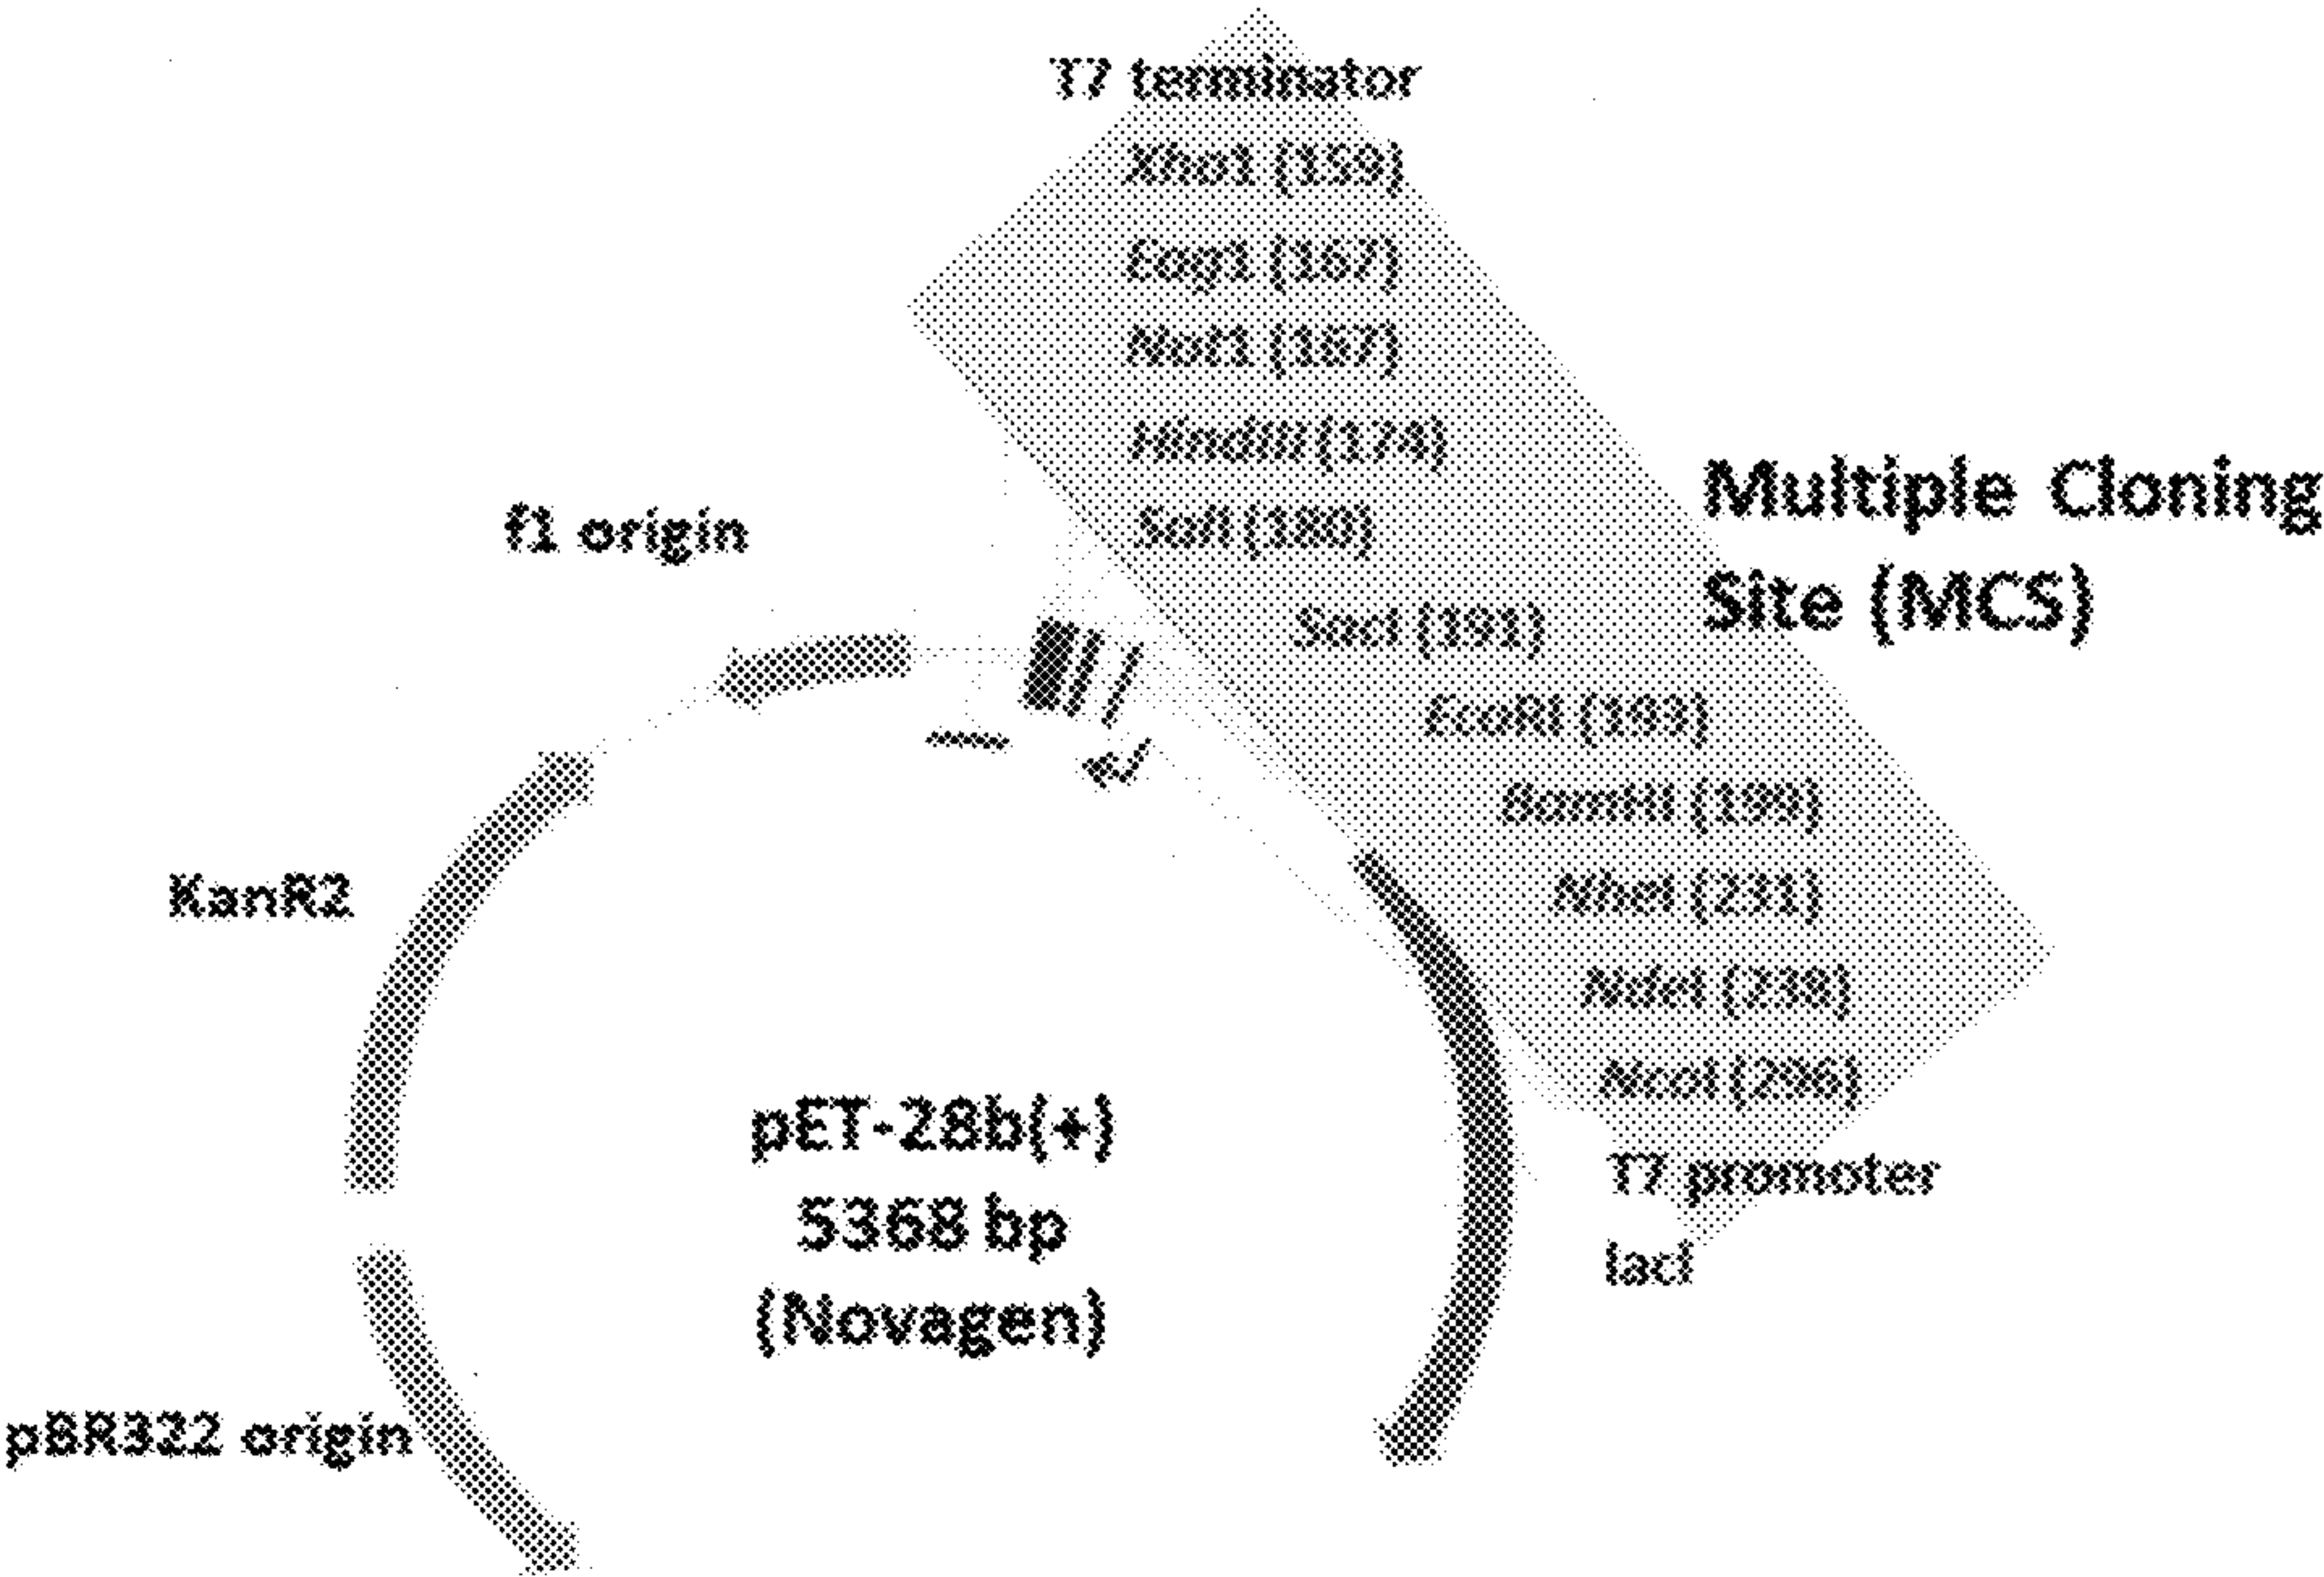 T7 terminator
Xho1 (159)
Eag1 (167)
Not1 (167)
HindIII (174)
SalI (180)
SacI (191)
EcoRI (193)
BamHI (199)
NheI (231)
NdeI (239)
NcoI (296)
T7 promoter
lacI
Multiple Cloning
Site (MCS)
f1 origin
KanR2
pBR322 origin
pET-28b(+)
5368 bp
(Novagen)